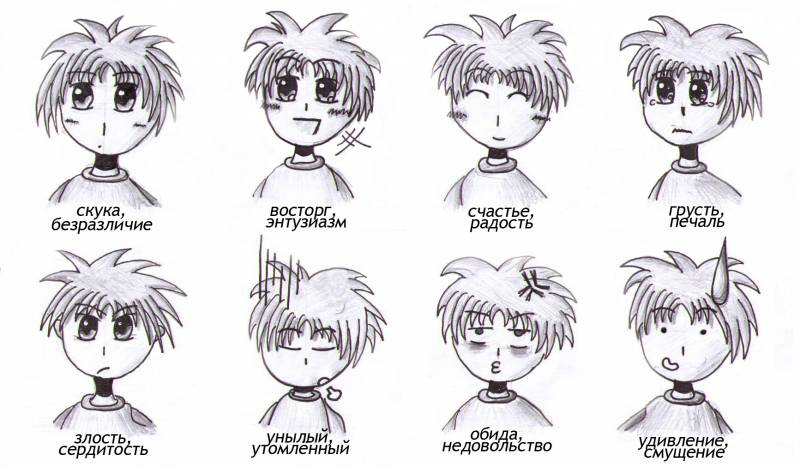 скука,
безразличие
восторг,
энтузиазм
счастье,
радость
грусть,
печаль
злость,
сердитость
унылый,
утомленный
обида,
недовольство
удивление,
смущение